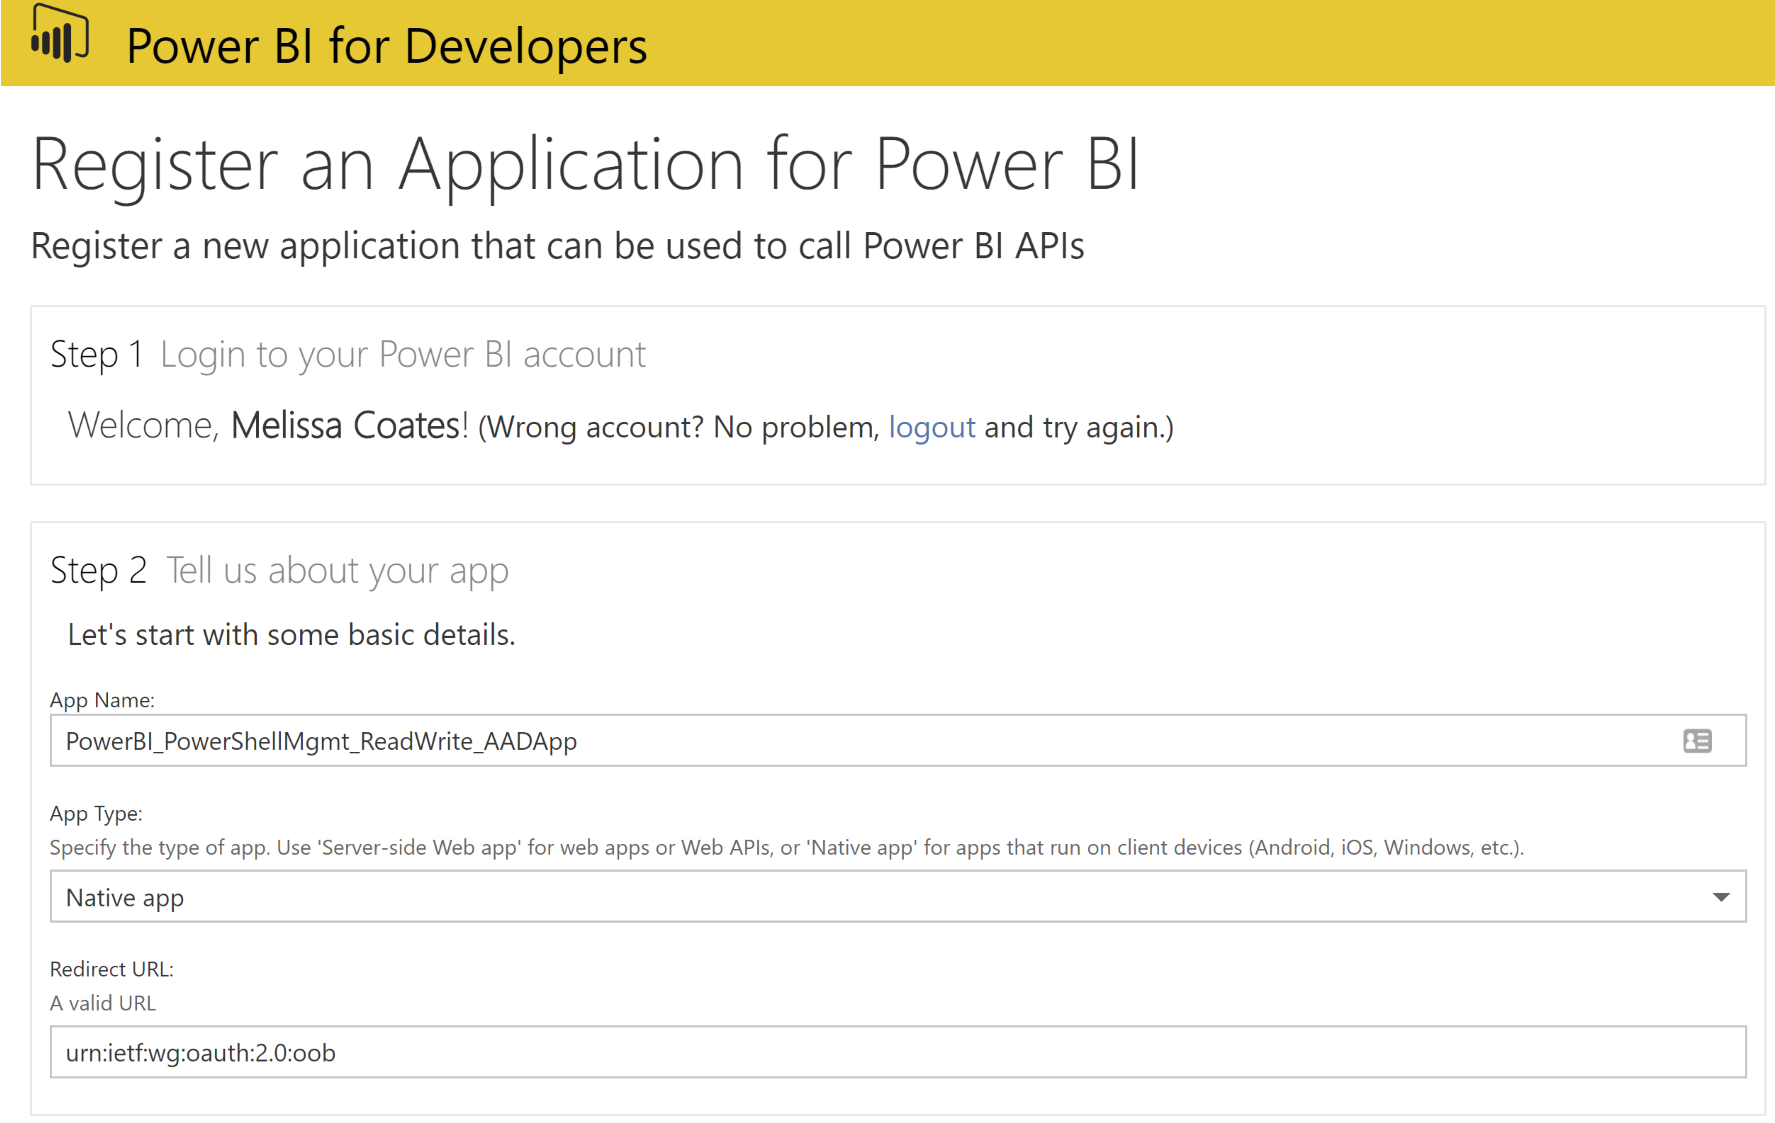 Power BI for Developers
Register an Application for Power BI
Register a new application that can be used to call Power BI APIs
Step 1 Login to your Power BI account
Welcome, Melissa Coates! (Wrong account? No problem, logout and try again.)
Step 2 Tell us about your app
Let's start with some basic details.
App Name:
PowerBI_PowerShellMgmt_ReadWrite_AADApp
App Type:
Specify the type of app. Use 'Server-side Web app' for web apps or Web APIs, or 'Native app' for apps that run on client devices (Android, iOS, Windows, etc.).
Native app
Redirect URL:
A valid URL
urn:ietf:wg:oauth:2.0:oob